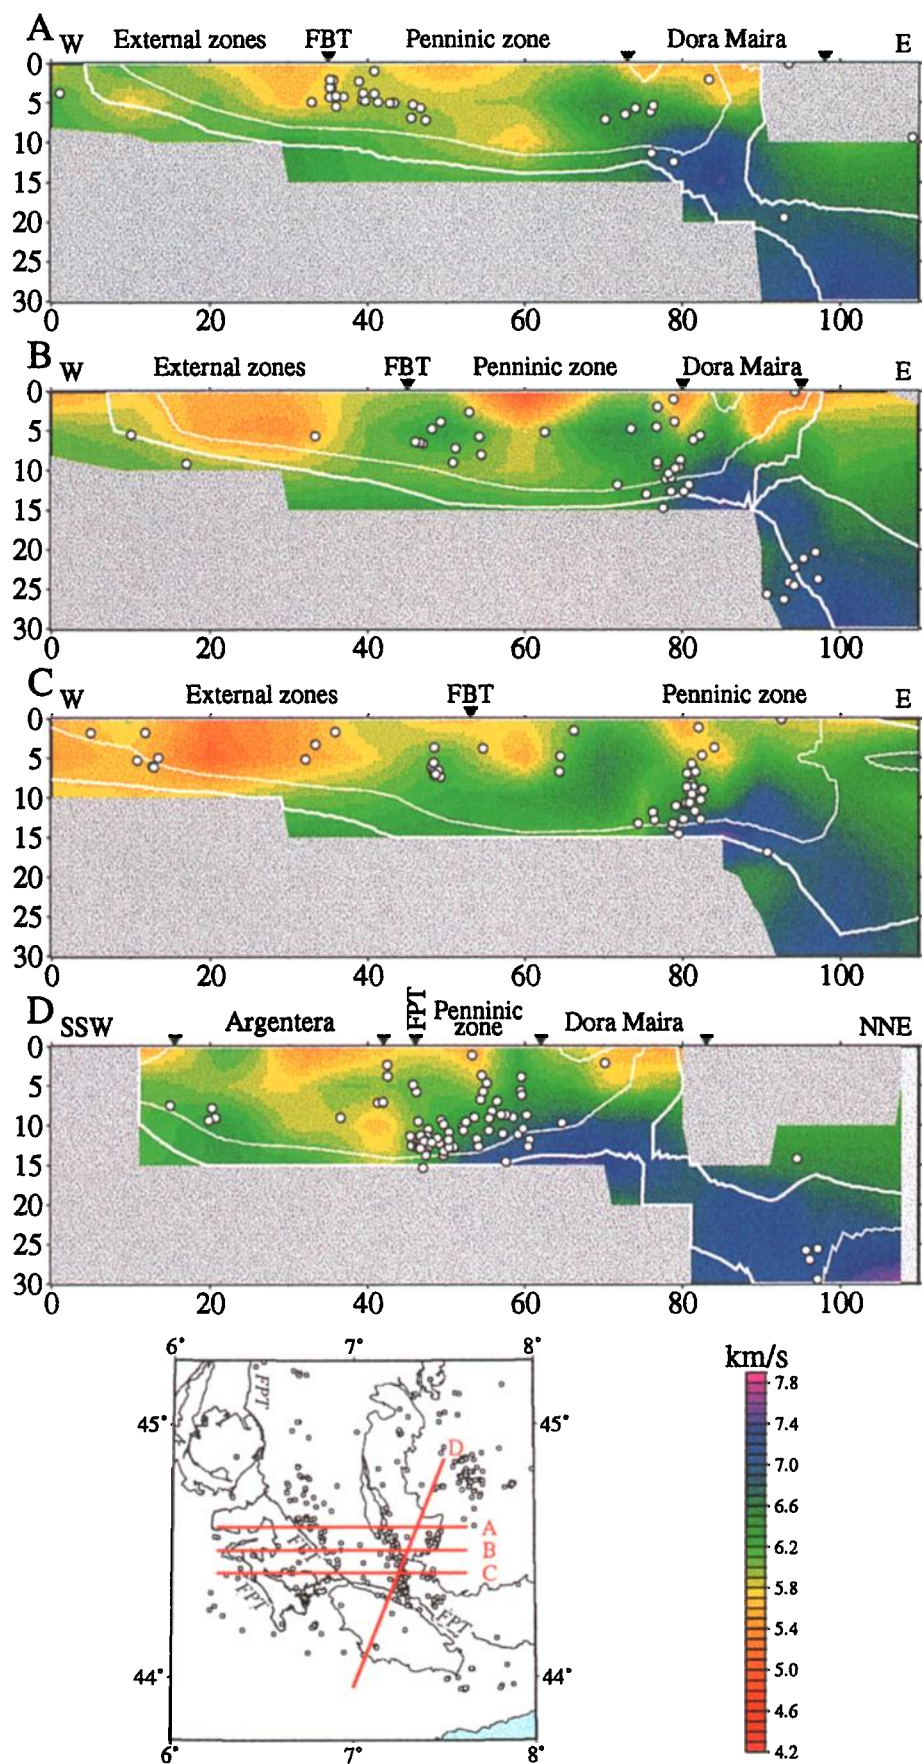 A W External zones FBT Penninic zone Dora Maira E
0
5
10
15
20
25
30
0 20 40 60 80 100
B W External zones FBT Penninic zone Dora Maira E
0
5
10
15
20
25
30
0 20 40 60 80 100
C W External zones FBT Penninic zone E
0
5
10
15
20
25
30
0 20 40 60 80 100
D SSW Argentera FPT Penninic zone Dora Maira NNE
0
5
10
15
20
25
30
0 20 40 60 80 100
6° 7° 8°
45° 45°
44° 44°
6° 7° 8°
FPT
D
A
B
C
FPT
FPT
FPT
km/s
7.8
7.4
7.0
6.6
6.2
5.8
5.4
5.0
4.6
4.2